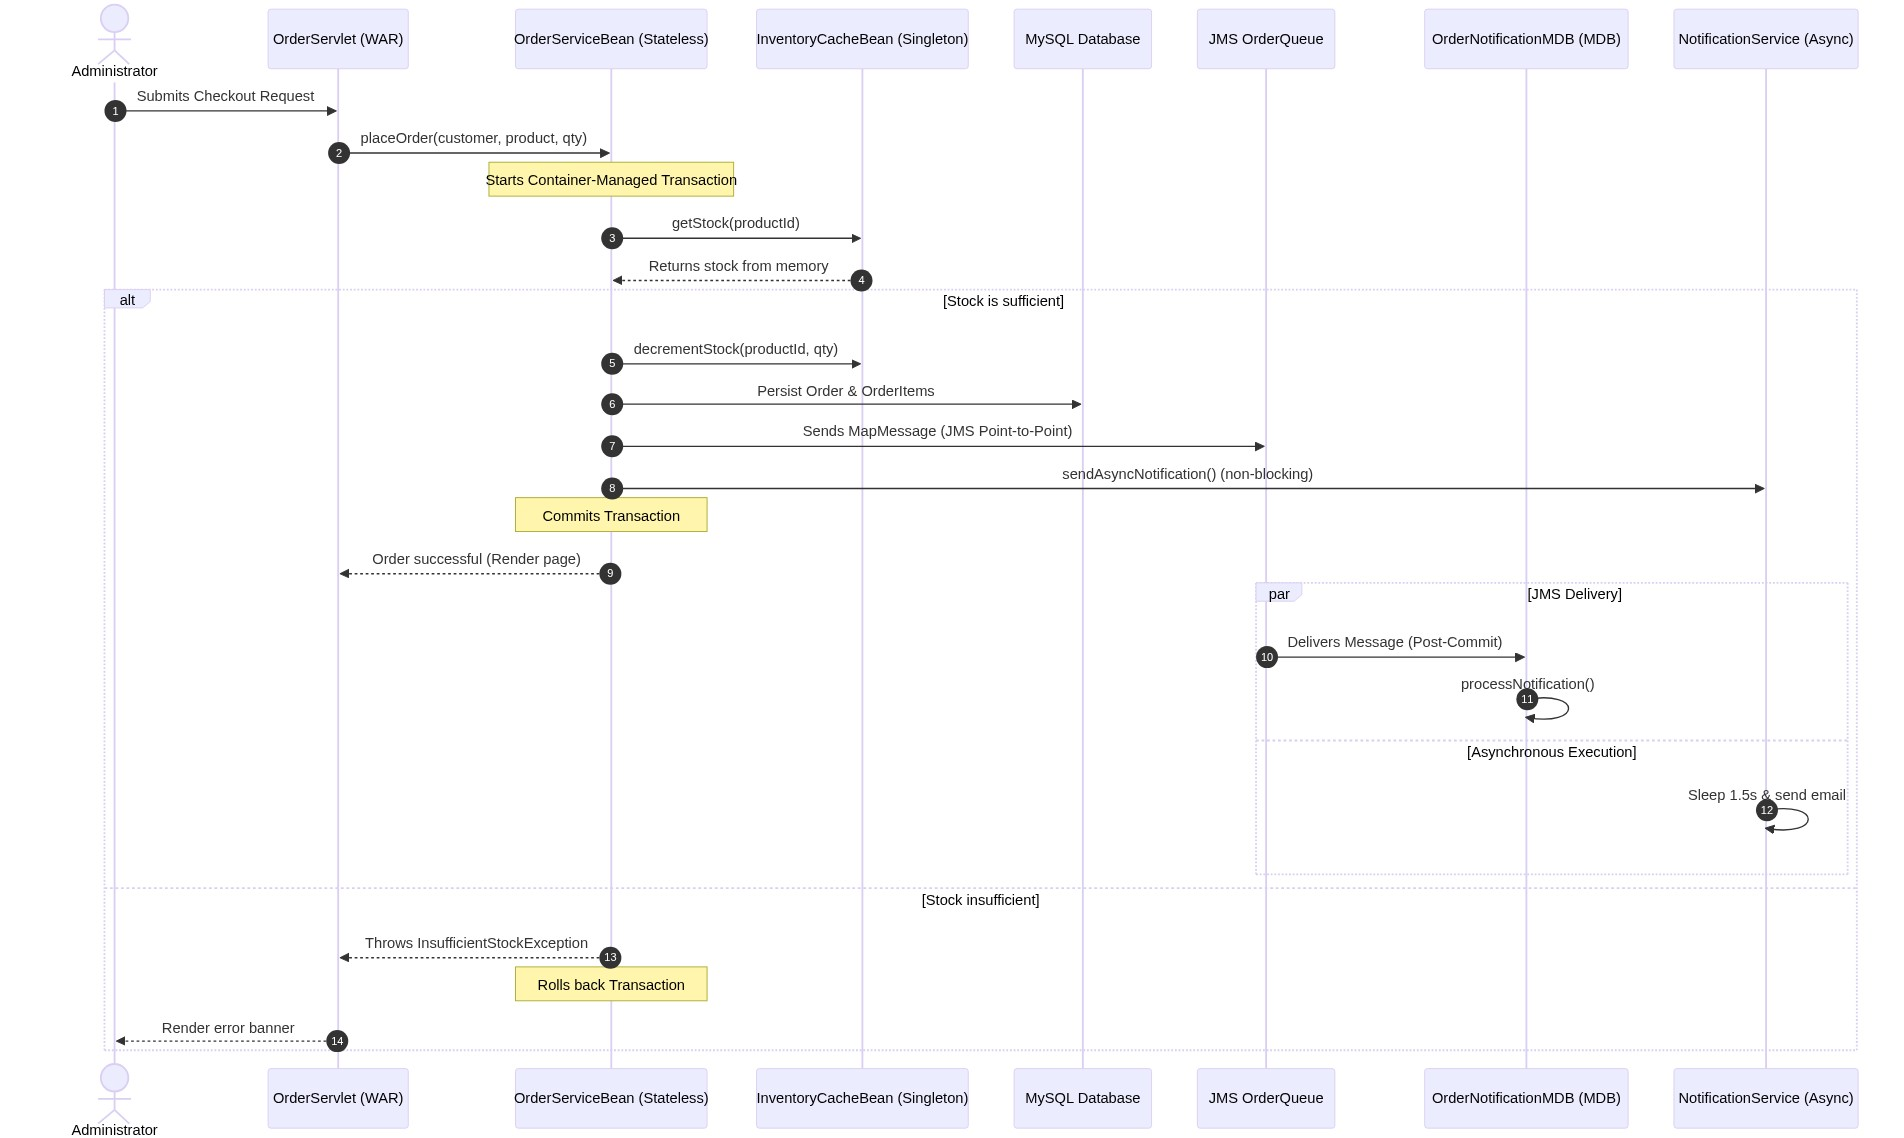 Administrator
OrderServlet (WAR)
OrderServiceBean (Stateless)
InventoryCacheBean (Singleton)
MySQL Database
JMS OrderQueue
OrderNotificationMDB (MDB)
NotificationService (Async)
Submits Checkout Request
1
placeOrder(customer, product, qty)
2
Starts Container-Managed Transaction
getStock(productId)
3
Returns stock from memory
4
alt
[Stock is sufficient]
decrementStock(productId, qty)
5
Persist Order & OrderItems
6
Sends MapMessage (JMS Point-to-Point)
7
sendAsyncNotification() (non-blocking)
8
Commits Transaction
Order successful (Render page)
9
par
[JMS Delivery]
Delivers Message (Post-Commit)
10
processNotification()
11
[Asynchronous Execution]
Sleep 1.5s & send email
12
[Stock insufficient]
Throws InsufficientStockException
13
Rolls back Transaction
Render error banner
14
Administrator
OrderServlet (WAR)
OrderServiceBean (Stateless)
InventoryCacheBean (Singleton)
MySQL Database
JMS OrderQueue
OrderNotificationMDB (MDB)
NotificationService (Async)